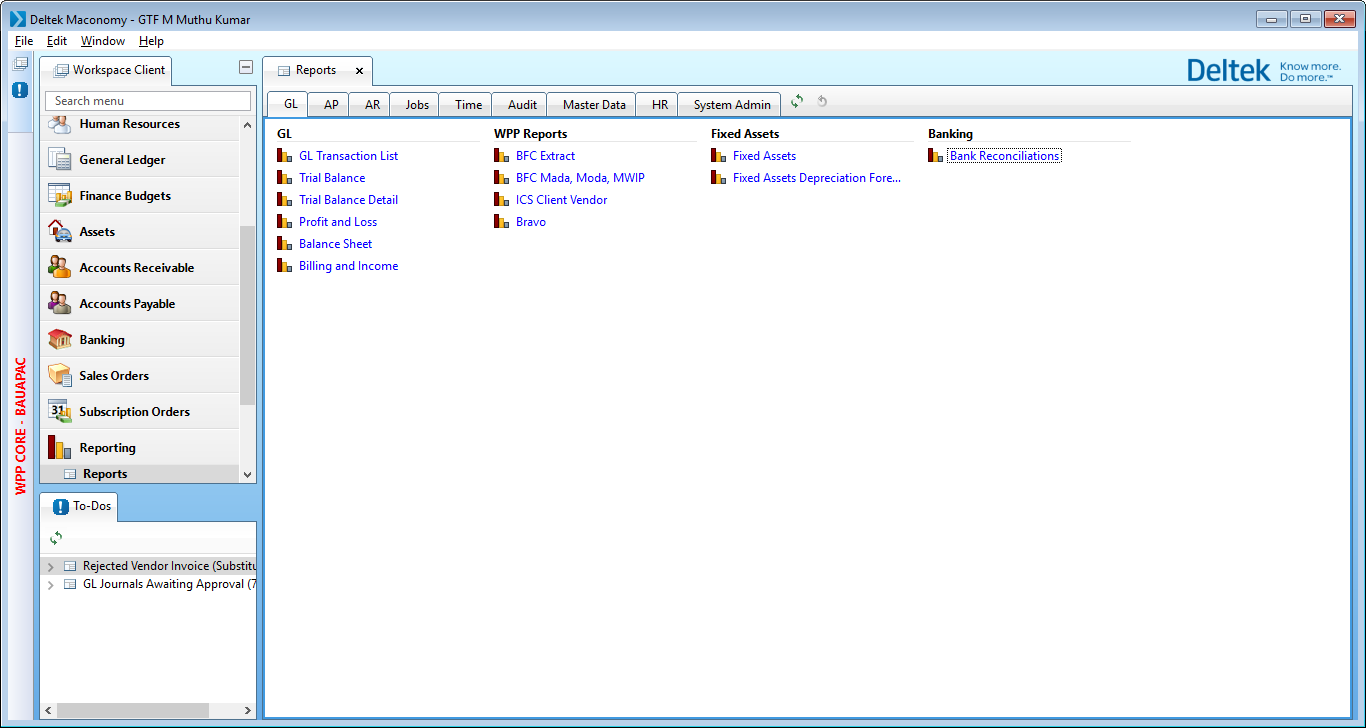 Deltek Maconomy - GTF M Muthu Kumar
File Edit Window Help
Workspace Client
Reports
Deltek
Know more.
Do more.™
Search menu
GL AP AR Jobs Time Audit Master Data HR System Admin
Human Resources
General Ledger
Finance Budgets
Assets
Accounts Receivable
Accounts Payable
Banking
Sales Orders
31
Subscription Orders
Reporting
Reports
GL
GL Transaction List
Trial Balance
Trial Balance Detail
Profit and Loss
Balance Sheet
Billing and Income
WPP Reports
BFC Extract
BFC Mada, Moda, MWIP
ICS Client Vendor
Bravo
Fixed Assets
Fixed Assets
Fixed Assets Depreciation Fore...
Banking
Bank Reconciliations
WPP CORE - BAUAPAC
To-Dos
Rejected Vendor Invoice (Substitu
GL Journals Awaiting Approval (7